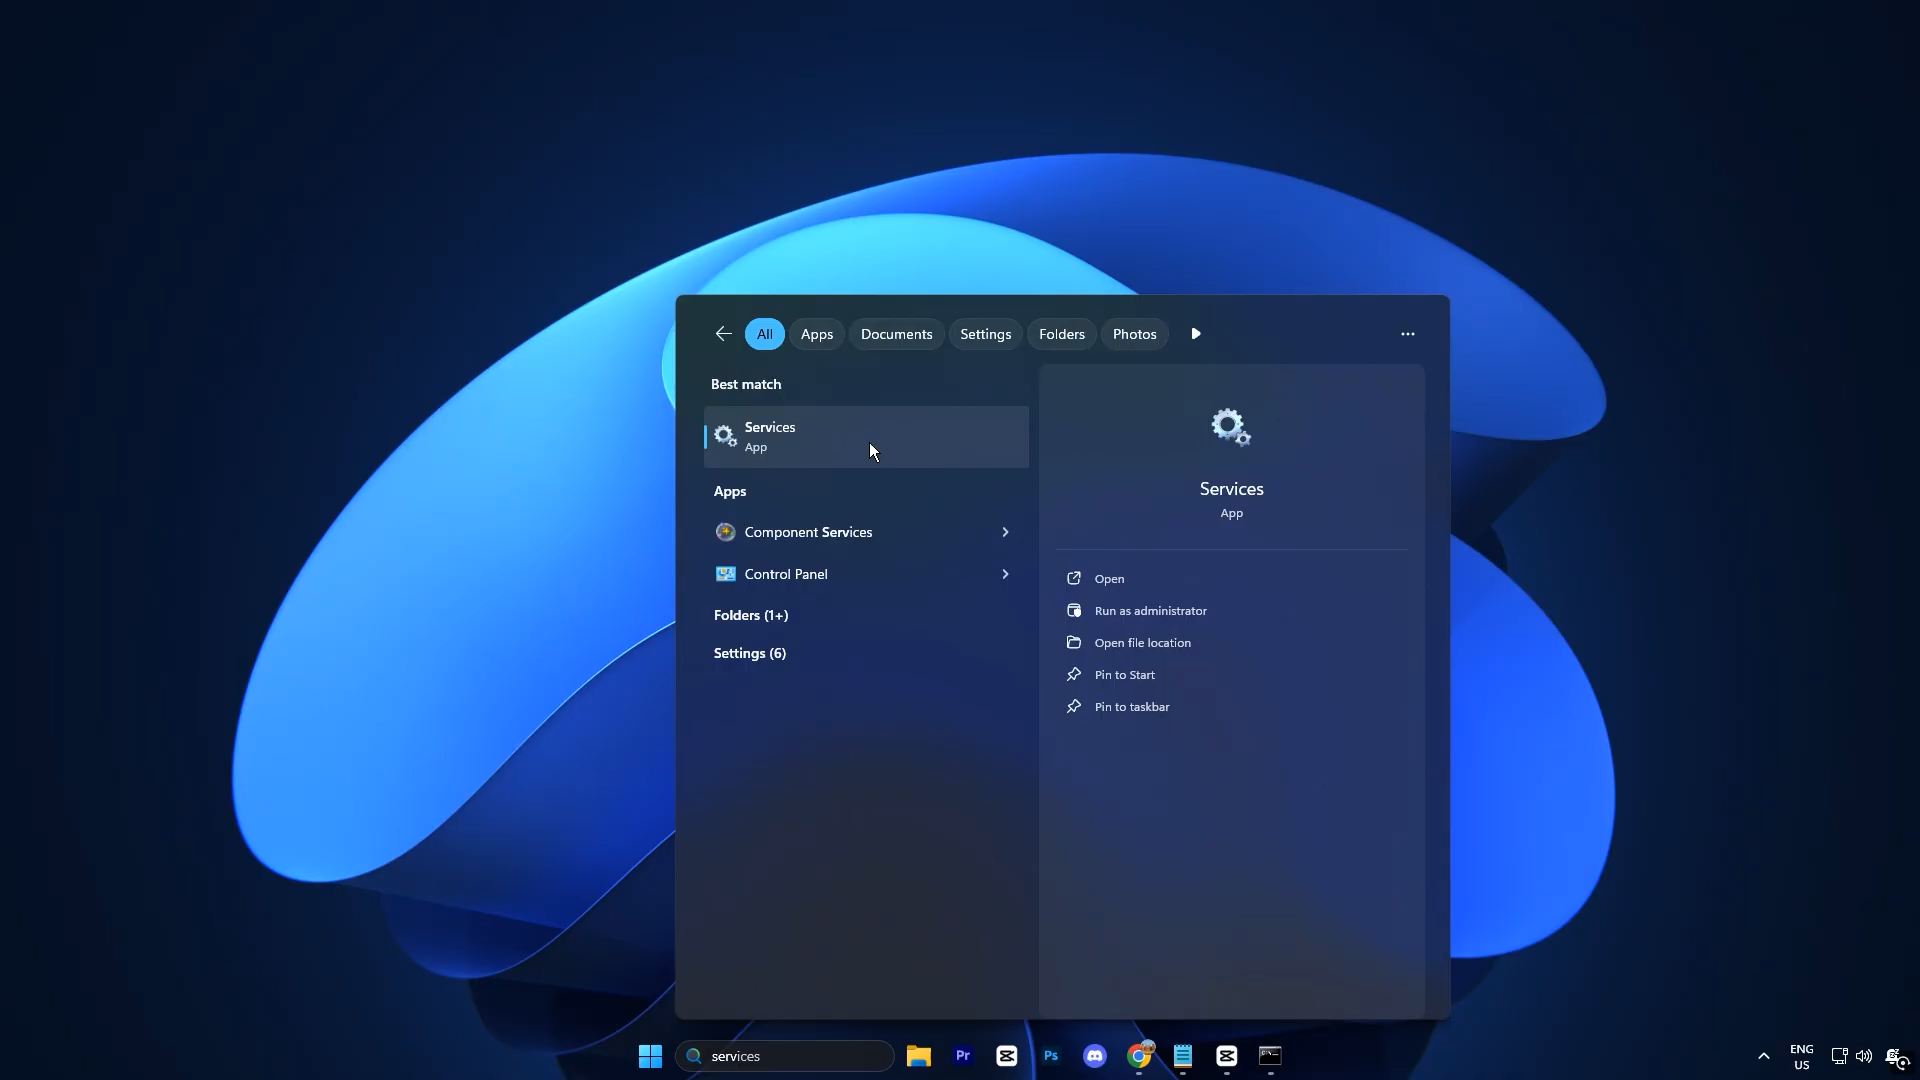 All
Apps
Documents
Settings
Folders
Photos
Best match
Services
App
Apps
Component Services
Control Panel
Folders (1+)
Settings (6)
Services
App
Open
Run as administrator
Open file location
Pin to Start
Pin to taskbar
services
Pr
Ps
ENG
US